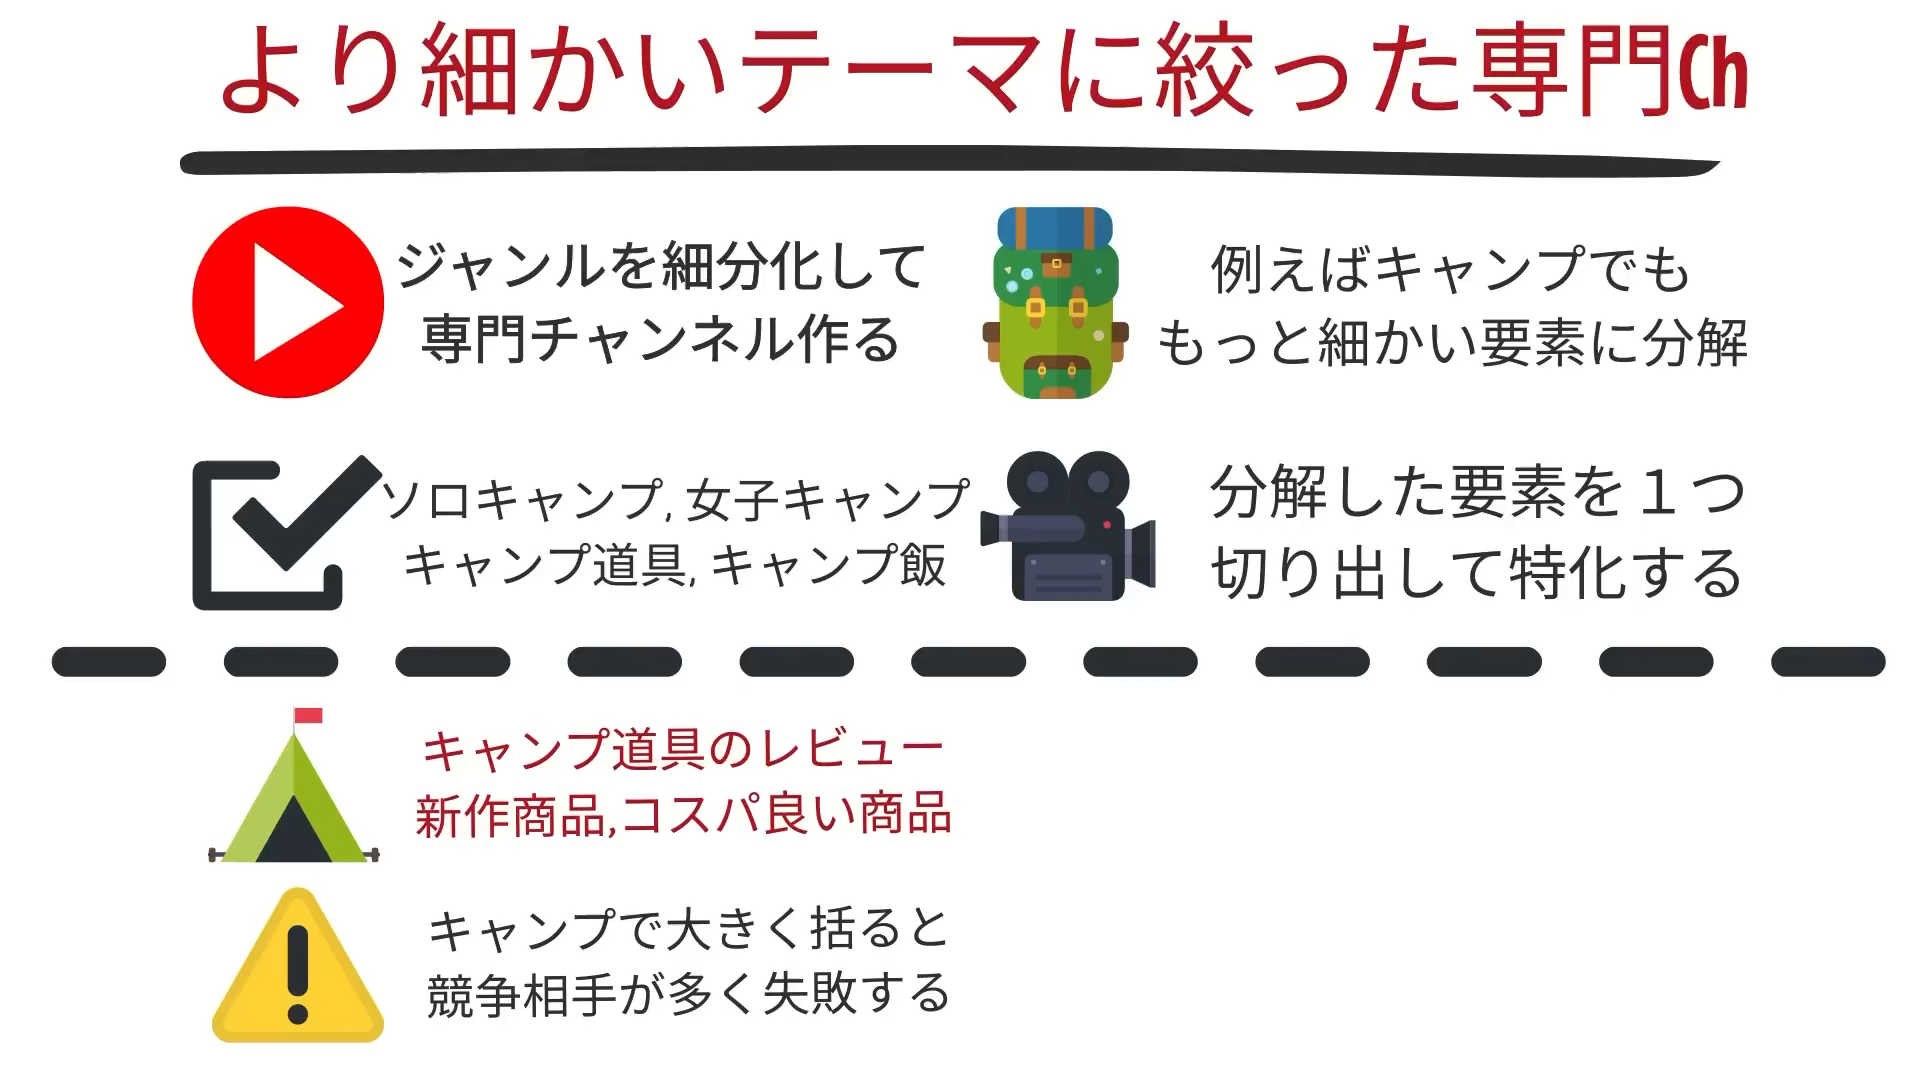 より細かいテーマに絞った専門Ch
ジャンルを細分化して
専門チャンネル作る
例えばキャンプでも
もっと細かい要素に分解
ソロキャンプ, 女子キャンプ
キャンプ道具, キャンプ飯
分解した要素を１つ
切り出して特化する
キャンプ道具のレビュー
新作商品,コスパ良い商品
キャンプで大きく括ると
競争相手が多く失敗する